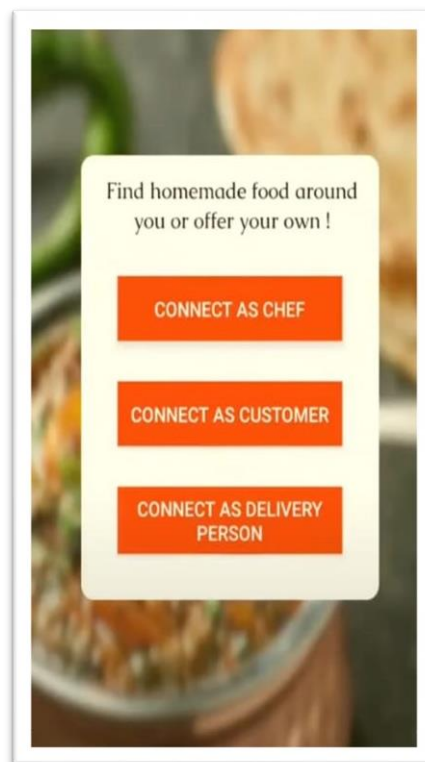 Find homemade food around
you or offer your own !
CONNECT AS CHEF
CONNECT AS CUSTOMER
CONNECT AS DELIVERY
PERSON